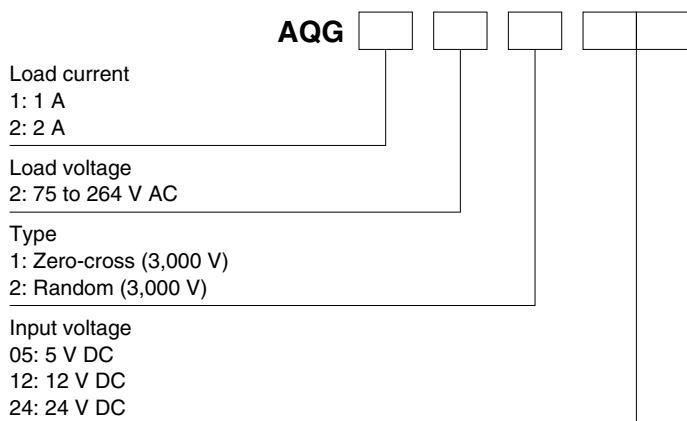 AQG
Load current
1: 1 A
2: 2 A
Load voltage
2: 75 to 264 V AC
Type
1: Zero-cross (3,000 V)
2: Random (3,000 V)
Input voltage
05: 5 V DC
12: 12 V DC
24: 24 V DC